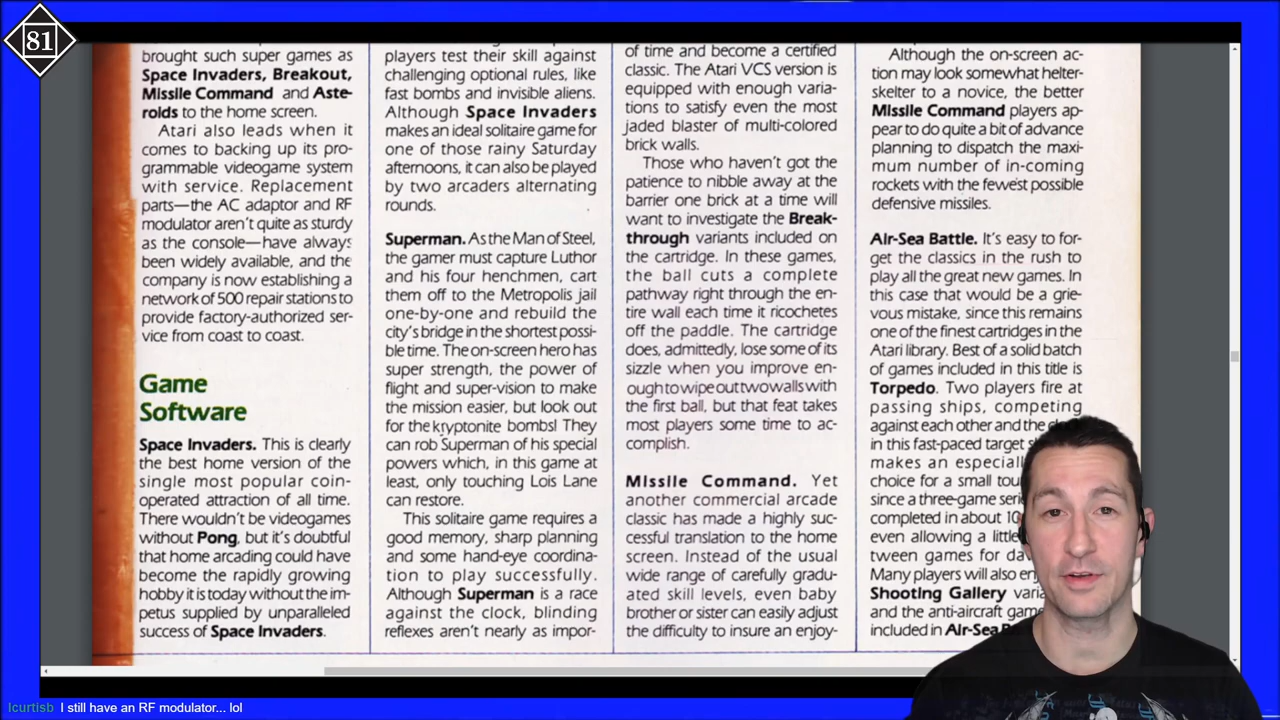 81
brought such super games as
Space Invaders, Breakout,
Missile Command and Aste-
roids to the home screen.
Atari also leads when it
comes to backing up its pro-
grammable videogame system
with service. Replacement
parts—the AC adaptor and RF
modulator aren't quite as sturdy
as the console—have always
been widely available, and the
company is now establishing a
network of 500 repair stations to
provide factory-authorized ser-
vice from coast to coast.
Game
Software
Space Invaders. This is clearly
the best home version of the
single most popular coin-
operated attraction of all time.
There wouldn't be videogames
without Pong, but it's doubtful
that home arcading could have
become the rapidly growing
hobby it is today without the im-
petus supplied by unparalleled
success of Space Invaders.
players test their skill against
challenging optional rules, like
fast bombs and invisible aliens.
Although Space Invaders
makes an ideal solitaire game for
one of those rainy Saturday
afternoons, it can also be played
by two arcaders alternating
rounds.
Superman. As the Man of Steel,
the gamer must capture Luthor
and his four henchmen, cart
them off to the Metropolis jail
one-by-one and rebuild the
city's bridge in the shortest possi-
ble time. The on-screen hero has
super strength, the power of
flight and super-vision to make
the mission easier, but look out
for the kryptonite bombs! They
can rob Superman of his special
powers which, in this game at
least, only touching Lois Lane
can restore.
This solitaire game requires a
good memory, sharp planning
and some hand-eye coordina-
tion to play successfully.
Although Superman is a race
against the clock, blinding
reflexes aren't nearly as impor-
of time and become a certified
classic. The Atari VCS version is
equipped with enough varia-
tions to satisfy even the most
jaded blaster of multi-colored
brick walls.
Those who haven't got the
patience to nibble away at the
barrier one brick at a time will
want to investigate the Break-
through variants included on
the cartridge. In these games,
the ball cuts a complete
pathway right through the en-
tire wall each time it ricochetes
off the paddle. The cartridge
does, admittedly, lose some of its
sizzle when you improve en-
ough to wipe out two walls with
the first ball, but that feat takes
most players some time to ac-
complish.
Missile Command. Yet
another commercial arcade
classic has made a highly suc-
cessful translation to the home
screen. Instead of the usual
wide range of carefully gradu-
ated skill levels, even baby
brother or sister can easily adjust
the difficulty to insure an enjoy-
Although the on-screen ac-
tion may look somewhat helter-
skelter to a novice, the better
Missile Command players ap-
pear to do quite a bit of advance
planning to dispatch the maxi-
mum number of in-coming
rockets with the fewest possible
defensive missiles.
Air-Sea Battle. It's easy to for-
get the classics in the rush to
play all the great new games. In
this case that would be a grie-
vous mistake, since this remains
one of the finest cartridges in the
Atari library. Best of a solid batch
of games included in this title is
Torpedo. Two players fire at
passing ships, competing
against each other and the
in this fast-paced target
makes an especiall
choice for a small
since a three-game
completed in about 10
even allowing a little
tween games for
Many players will also
Shooting Gallery
and the anti-aircraft
included in Air-Sea
lcurtisb I still have an RF modulator... lol